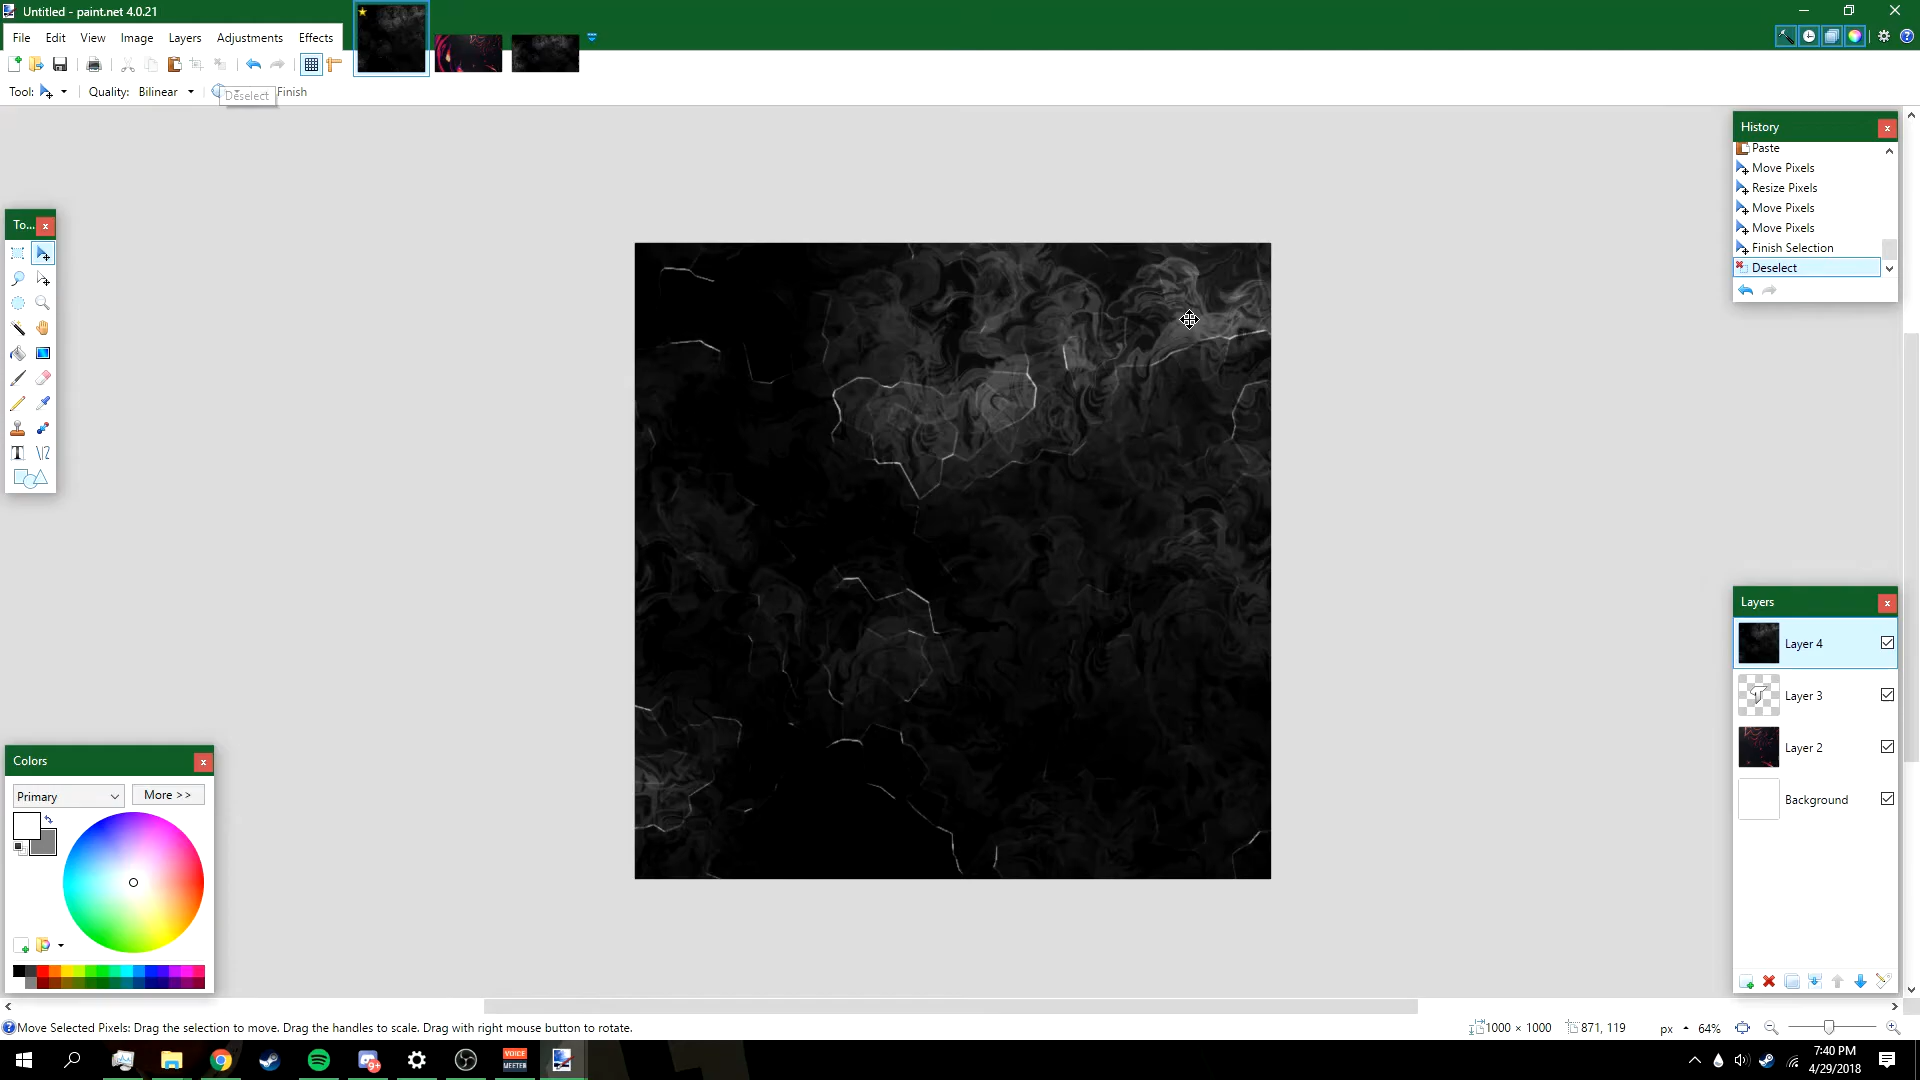 Untitled - paint.net 4.0.21
File Edit View Image Layers Adjustments Effects
Tool: Quality: Bilinear Deselect Finish
History
Paste
Move Pixels
Resize Pixels
Move Pixels
Move Pixels
Finish Selection
Deselect
To...
Layers
Layer 4
Layer 3
Layer 2
Background
Colors
Primary More >>
Move Selected Pixels: Drag the selection to move. Drag the handles to scale. Drag with right mouse button to rotate.
1000 × 1000 871, 119 px 64%
VOICE
MEETER
9+
7:40 PM
4/29/2018